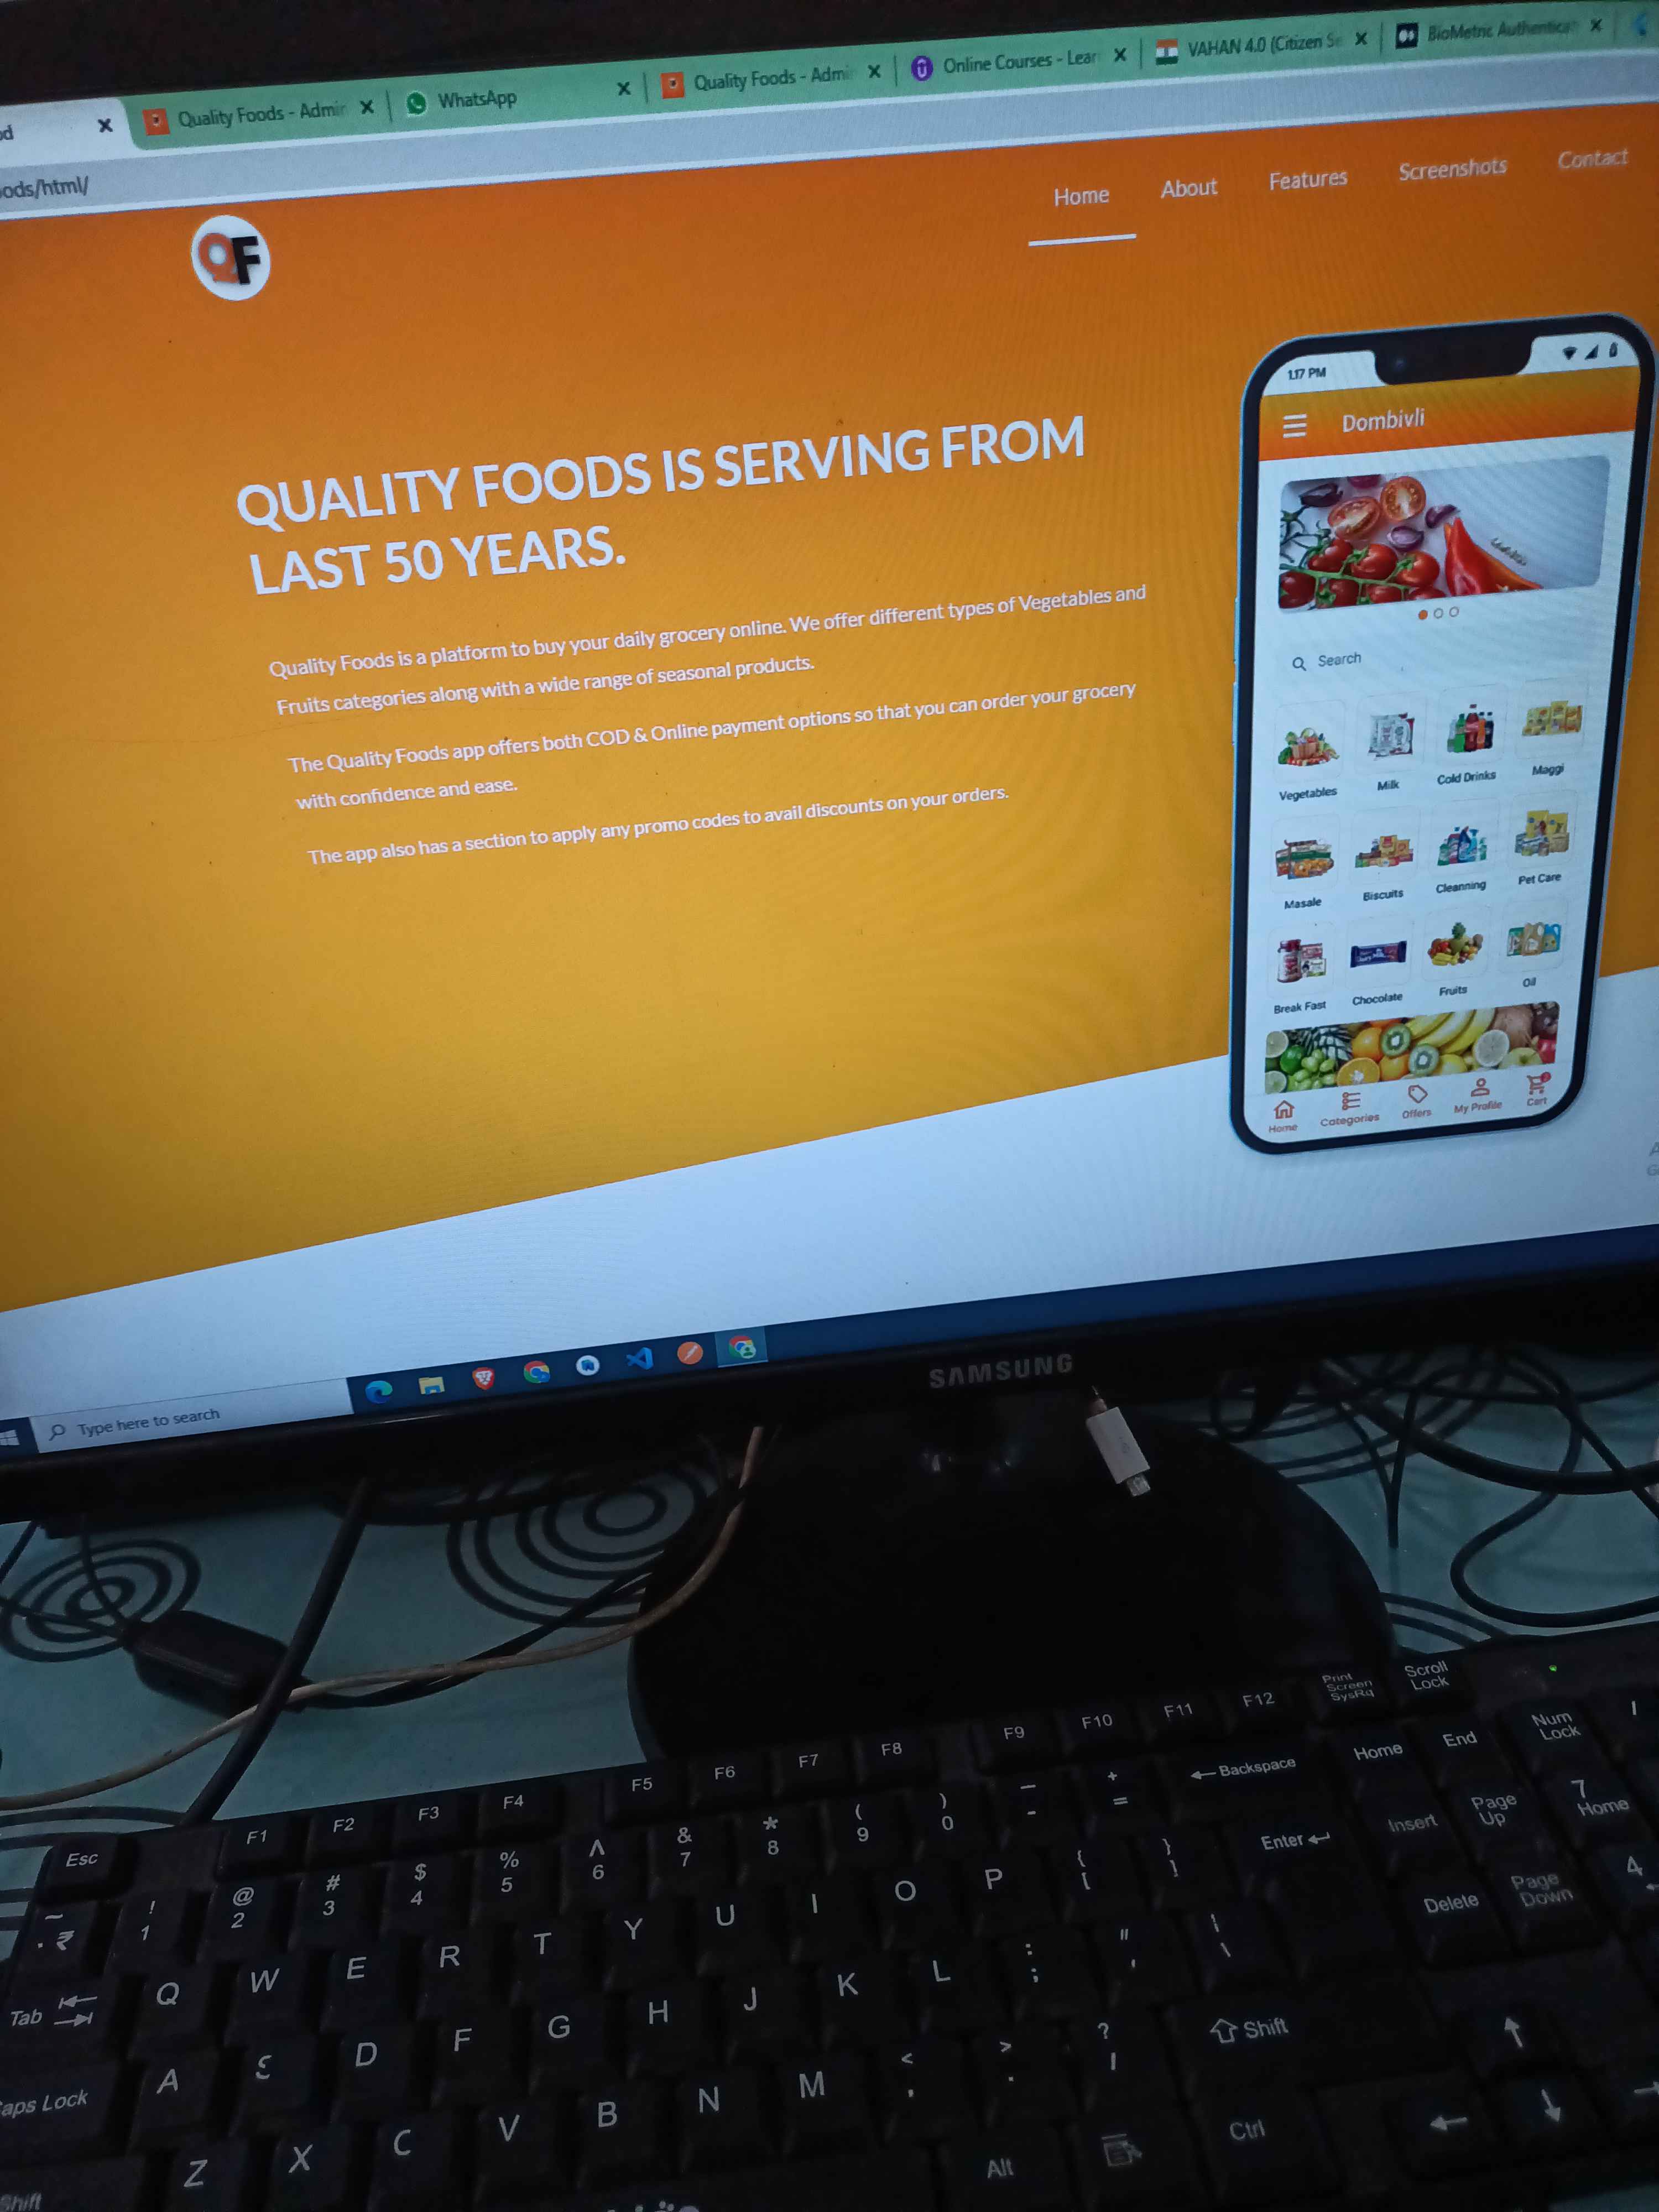 od
Quality Foods - Admin
WhatsApp
Quality Foods - Admi
Online Courses - Lear
VAHAN 4.0 (Citizen Se
BioMetric Authentica
ods/html/
QF
Home
About
Features
Screenshots
Contact
QUALITY FOODS IS SERVING FROM
LAST 50 YEARS.
Quality Foods is a platform to buy your daily grocery online. We offer different types of Vegetables and
Fruits categories along with a wide range of seasonal products.
The Quality Foods app offers both COD & Online payment options so that you can order your grocery
with confidence and ease.
The app also has a section to apply any promo codes to avail discounts on your orders.
1:17 PM
Dombivli
Search
Vegetables
Milk
Cold Drinks
Maggi
Masale
Biscuits
Cleanning
Pet Care
Break Fast
Chocolate
Fruits
Oil
Home
Categories
Offers
My Profile
Cart
Type here to search
SAMSUNG
Print Screen SysRq
Scroll Lock
Esc F1 F2 F3 F4 F5 F6 F7 F8 F9 F10 F11 F12
~ ! @ # $ % ^ & * ( ) _ +
. ₹ 1 2 3 4 5 6 7 8 9 0 - =
Backspace
Home
End
Num Lock
/
Tab Q W E R T Y U I O P { [ } ]
Enter
Insert
Page Up
7 Home
aps Lock A S D F G H J K L : ; " ' | \
Delete
Page Down
4
Shift Z X C V B N M < , > . ? /
Shift
Alt
Ctrl